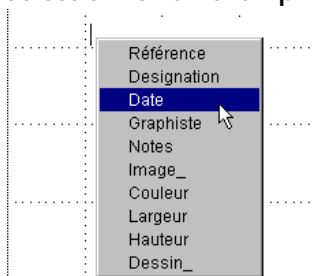 Référence
Designation
Date
Graphiste
Notes
Image_
Couleur
Largeur
Hauteur
Dessin_